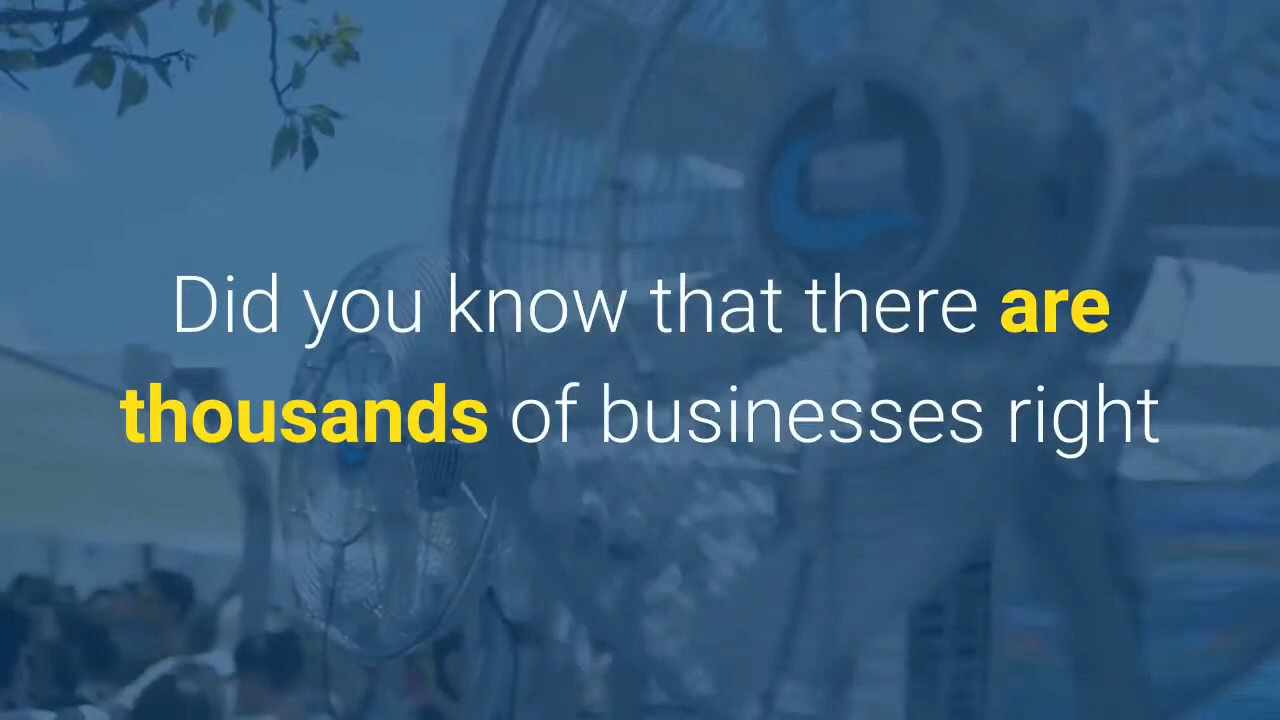 Did you know that there are
thousands of businesses right